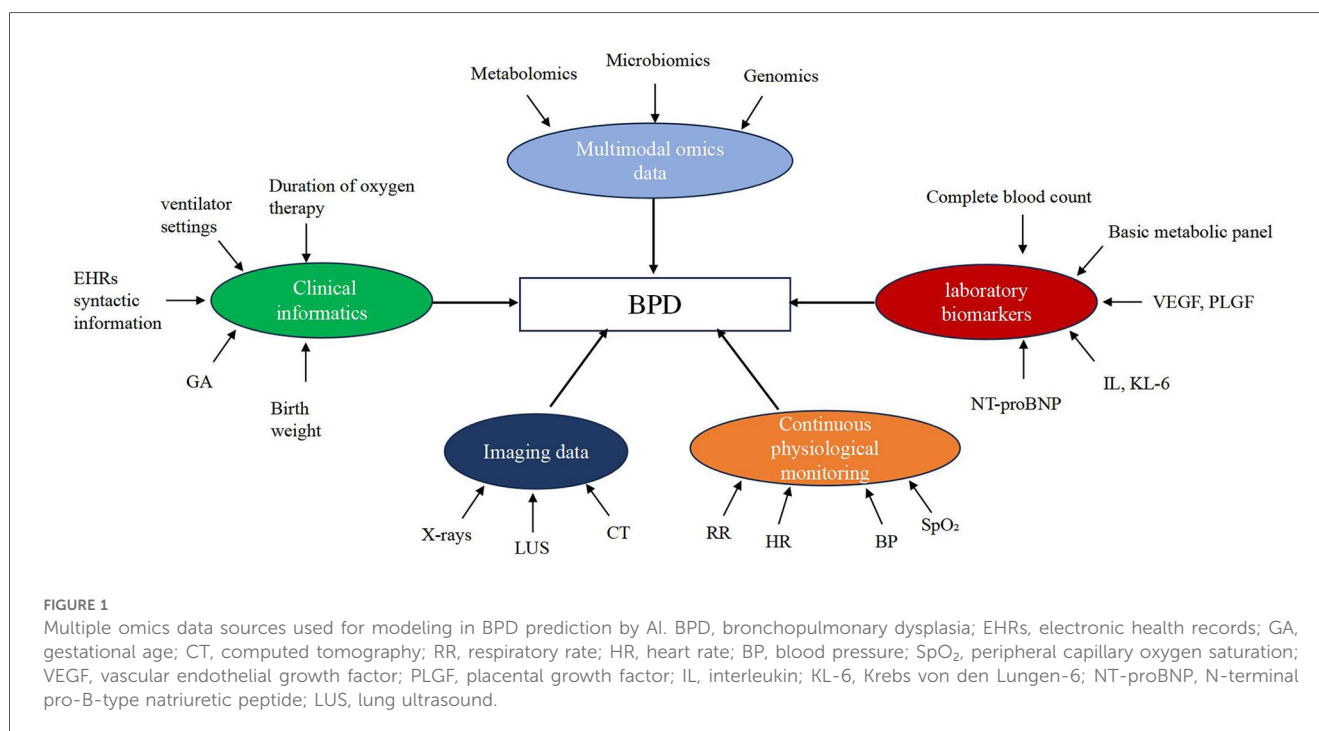 Metabolomics
Microbiomics
Genomics
Multimodal omics
data
Duration of oxygen
therapy
ventilator
settings
EHRs
syntactic
information
GA
Birth
weight
Clinical
informatics
BPD
Complete blood count
Basic metabolic panel
VEGF, PLGF
IL, KL-6
NT-proBNP
laboratory
biomarkers
Imaging data
X-rays
LUS
CT
Continuous
physiological
monitoring
RR
HR
BP
SpO₂
FIGURE 1
Multiple omics data sources used for modeling in BPD prediction by AI. BPD, bronchopulmonary dysplasia; EHRs, electronic health records; GA,
gestational age; CT, computed tomography; RR, respiratory rate; HR, heart rate; BP, blood pressure; SpO₂, peripheral capillary oxygen saturation;
VEGF, vascular endothelial growth factor; PLGF, placental growth factor; IL, interleukin; KL-6, Krebs von den Lungen-6; NT-proBNP, N-terminal
pro-B-type natriuretic peptide; LUS, lung ultrasound.